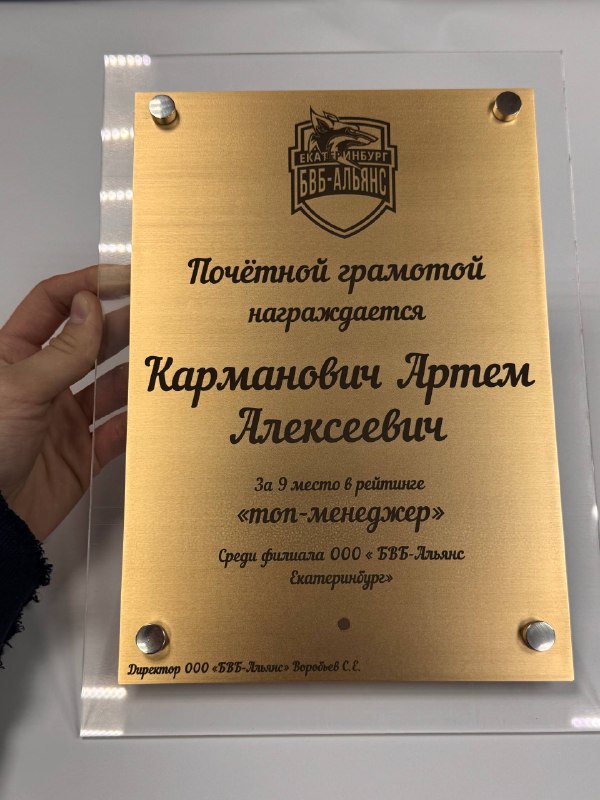 ЕКАТЕРИНБУРГ
БВБ-АЛЬЯНС
Почётной грамотой
награждается
Карманович Артем
Алексеевич
За 9 место в рейтинге
«топ-менеджер»
Среди филиала ООО « БВБ-Альянс
Екатеринбург»
Директор ООО «БВБ-Альянс» Воробьев С.Е.